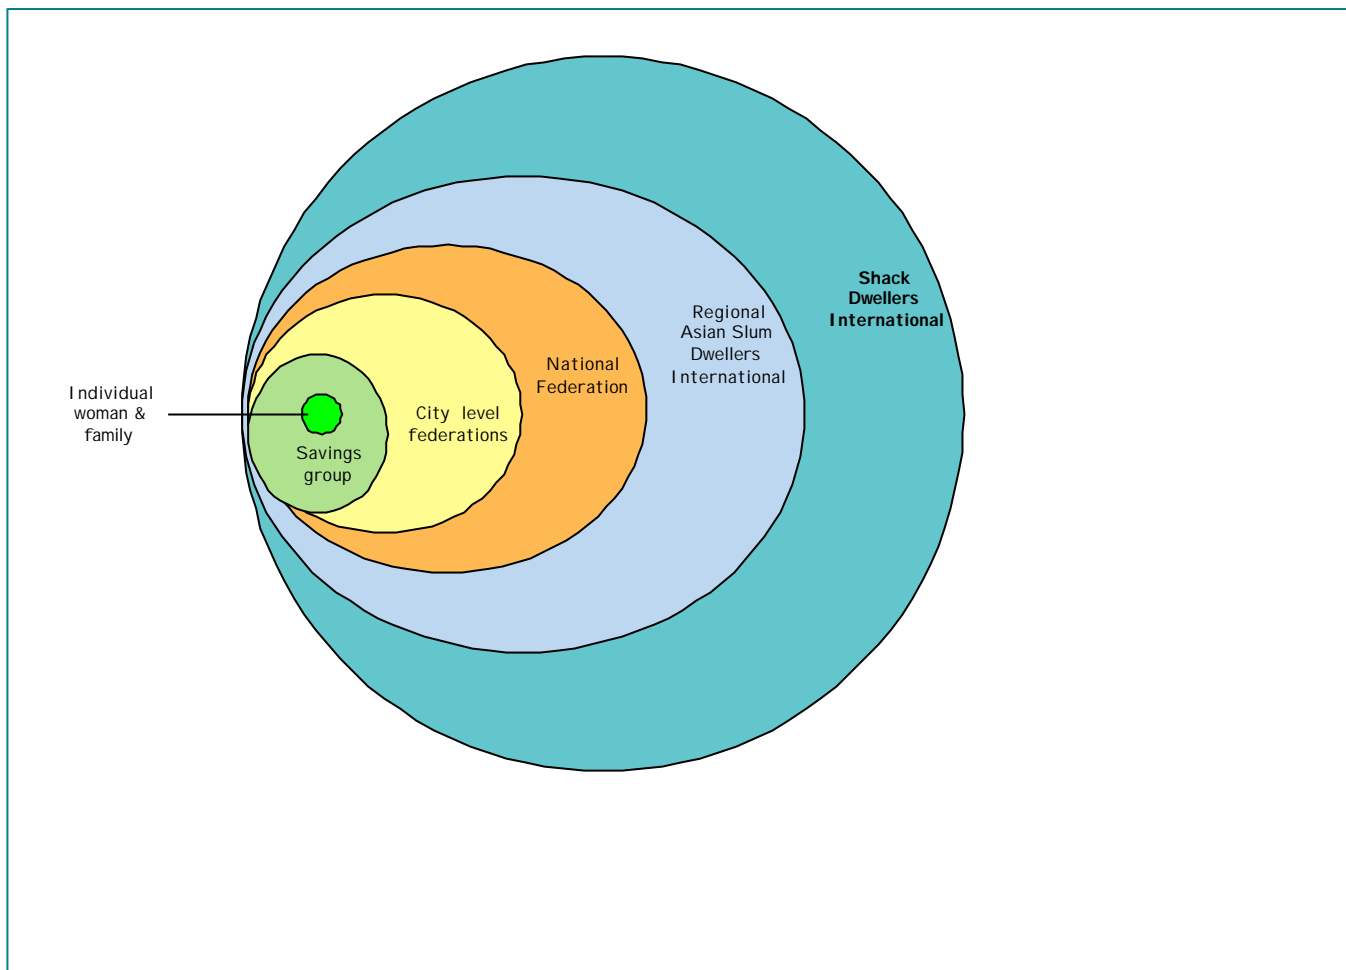 Individual
woman &
family
Savings
group
City level
federations
National
Federation
Regional
Asian Slum
Dwellers
International
Shack
Dwellers
International